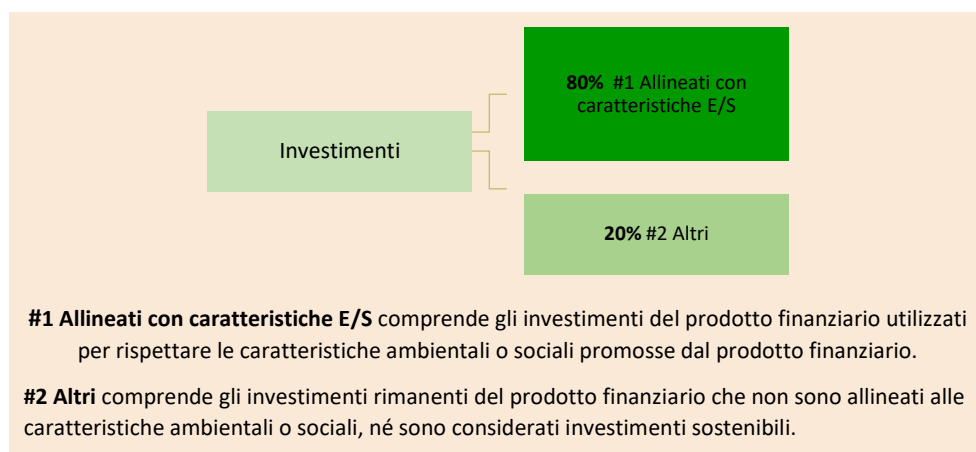 80% #1 Allineati con
caratteristiche E/S
Investimenti
20% #2 Altri
#1 Allineati con caratteristiche E/S comprende gli investimenti del prodotto finanziario utilizzati
per rispettare le caratteristiche ambientali o sociali promosse dal prodotto finanziario.
#2 Altri comprende gli investimenti rimanenti del prodotto finanziario che non sono allineati alle
caratteristiche ambientali o sociali, né sono considerati investimenti sostenibili.